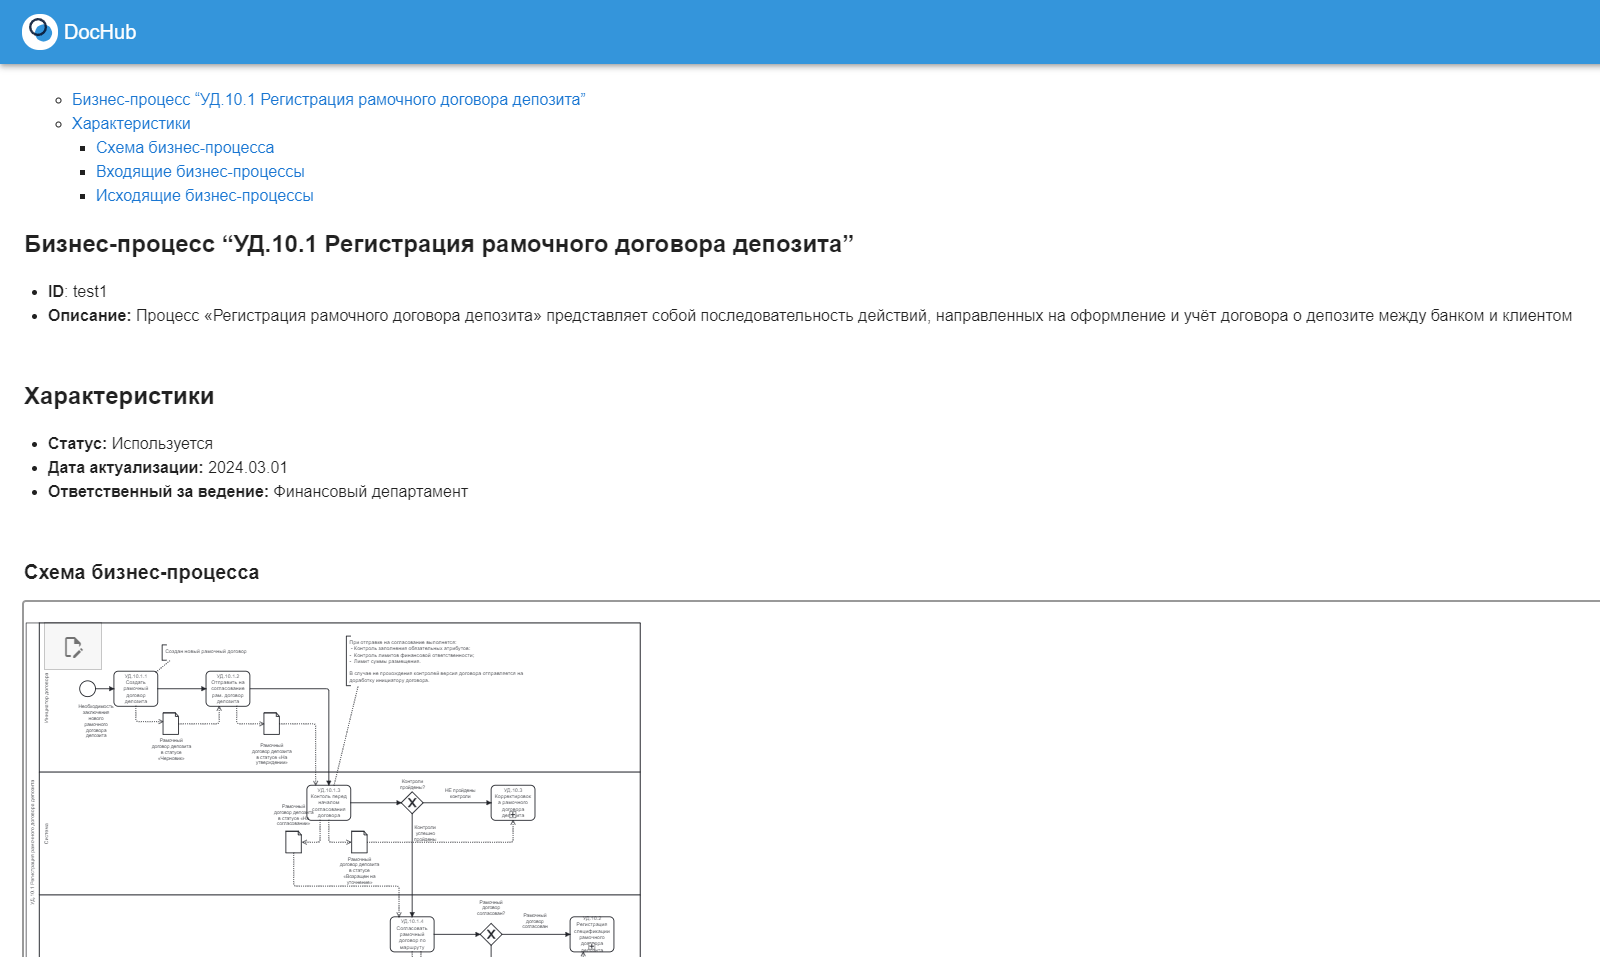 DocHub
Бизнес-процесс “УД.10.1 Регистрация рамочного договора депозита”
Характеристики
Схема бизнес-процесса
Входящие бизнес-процессы
Исходящие бизнес-процессы
Бизнес-процесс “УД.10.1 Регистрация рамочного договора депозита”
ID: test1
Описание: Процесс «Регистрация рамочного договора депозита» представляет собой последовательность действий, направленных на оформление и учёт договора о депозите между банком и клиентом
Характеристики
Статус: Используется
Дата актуализации: 2024.03.01
Ответственный за ведение: Финансовый департамент
Схема бизнес-процесса
При отправке на согласование выполнятся:
- Контроль заполнения обязательных атрибутов;
- Контроль лимитов финансовой ответственности;
- Лимит суммы размещения.
В случае не прохождения контролей версия договора отправляется на
доработку инициатору договора.
Создан новый рамочный договор
УД.10.1.1
Создать
рамочный
договор
депозита
УД.10.1.2
Отправить на
согласование
рам. договор
депозита
Инициатор договора
Необходимость
заключения
нового
рамочного
договора
депозита
Рамочный
договор депозита
в статусе
«Черновик»
Рамочный
договор депозита
в статусе «На
утверждении»
УД. 10.1 Регистрация рамочного договора депозита
Система
УД.10.1.3
Контоль перед
началом
согласования
договора
Контроли
пройдены?
НЕ пройдены
контроли
УД.10.3
Корректировк
а рамочного
договора
Рамочный
договор депозита
в статусе «На
согласовании»
Контроли
успешно
пройдены
Рамочный
договор депозита
в статусе
«Возращен на
уточнение»
УД.10.1.4
Согласовать
рамочный
договор по
маршруту
Рамочный
договор
согласован?
Рамочный
договор
согласован
УД.10.2
Регистрация
спецификации
рамочного
договора